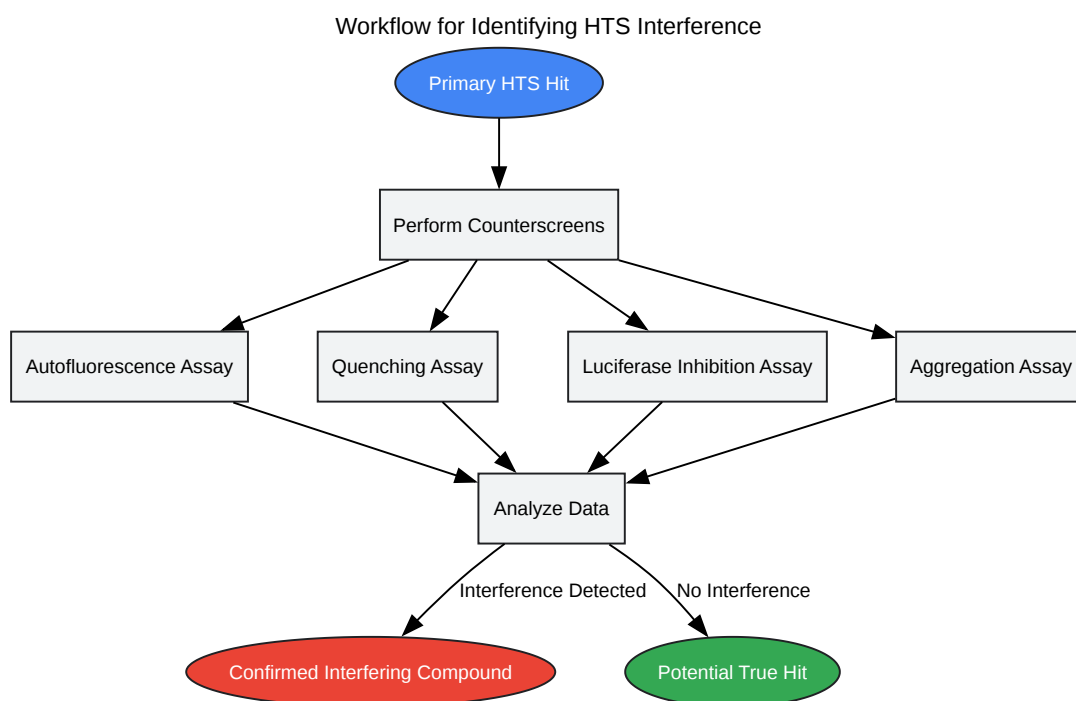 Workflow for Identifying HTS Interference
Primary HTS Hit
Perform Counterscreens
Autofluorescence Assay
Quenching Assay
Luciferase Inhibition Assay
Aggregation Assay
Analyze Data
Interference Detected
No Interference
Confirmed Interfering Compound
Potential True Hit